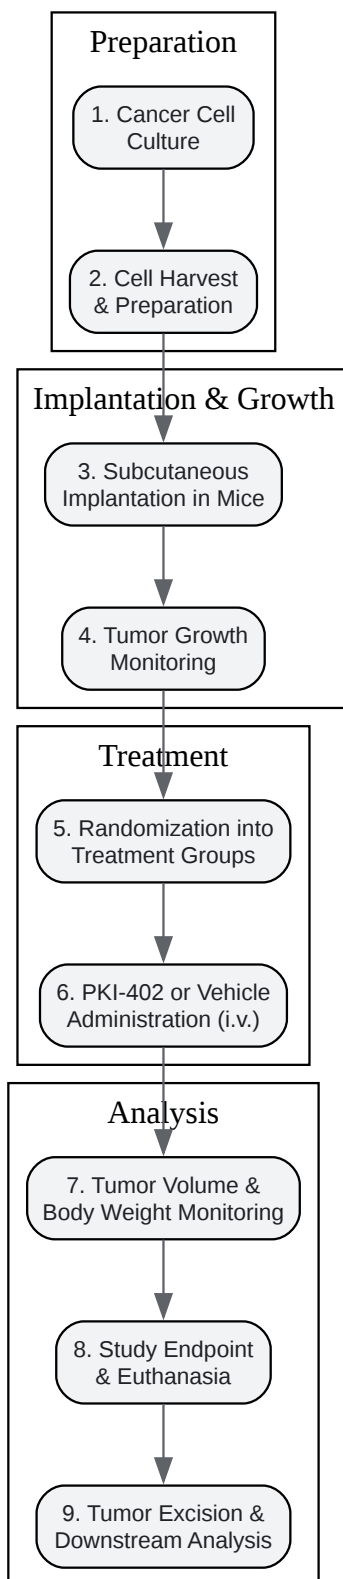 Preparation
1. Cancer Cell
Culture
2. Cell Harvest
& Preparation
Implantation & Growth
3. Subcutaneous
Implantation in Mice
4. Tumor Growth
Monitoring
Treatment
5. Randomization into
Treatment Groups
6. PKI-402 or Vehicle
Administration (i.v.)
Analysis
7. Tumor Volume &
Body Weight Monitoring
8. Study Endpoint
& Euthanasia
9. Tumor Excision &
Downstream Analysis